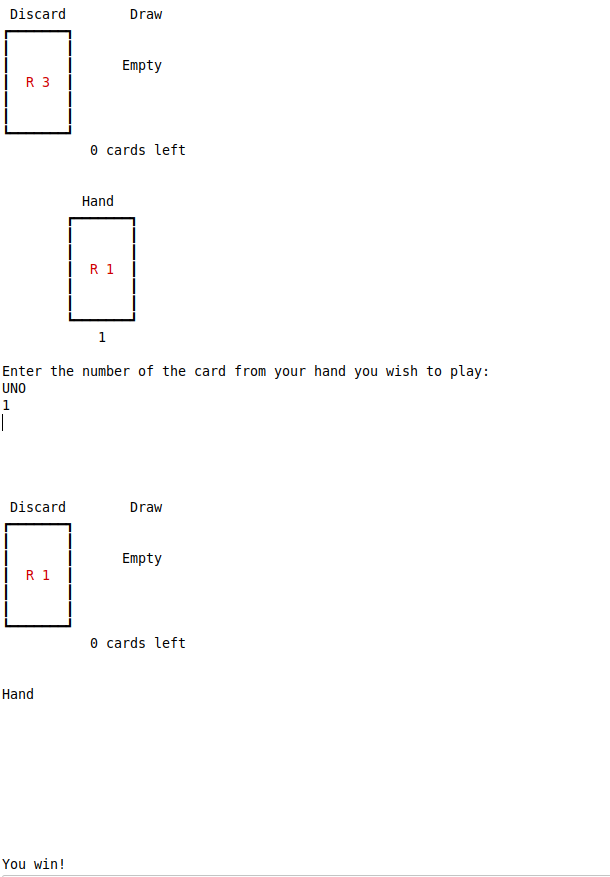 Discard Draw
Empty
R 3
0 cards left
Hand
R 1
1
Enter the number of the card from your hand you wish to play:
UNO
1
Discard Draw
Empty
R 1
0 cards left
Hand
You win!